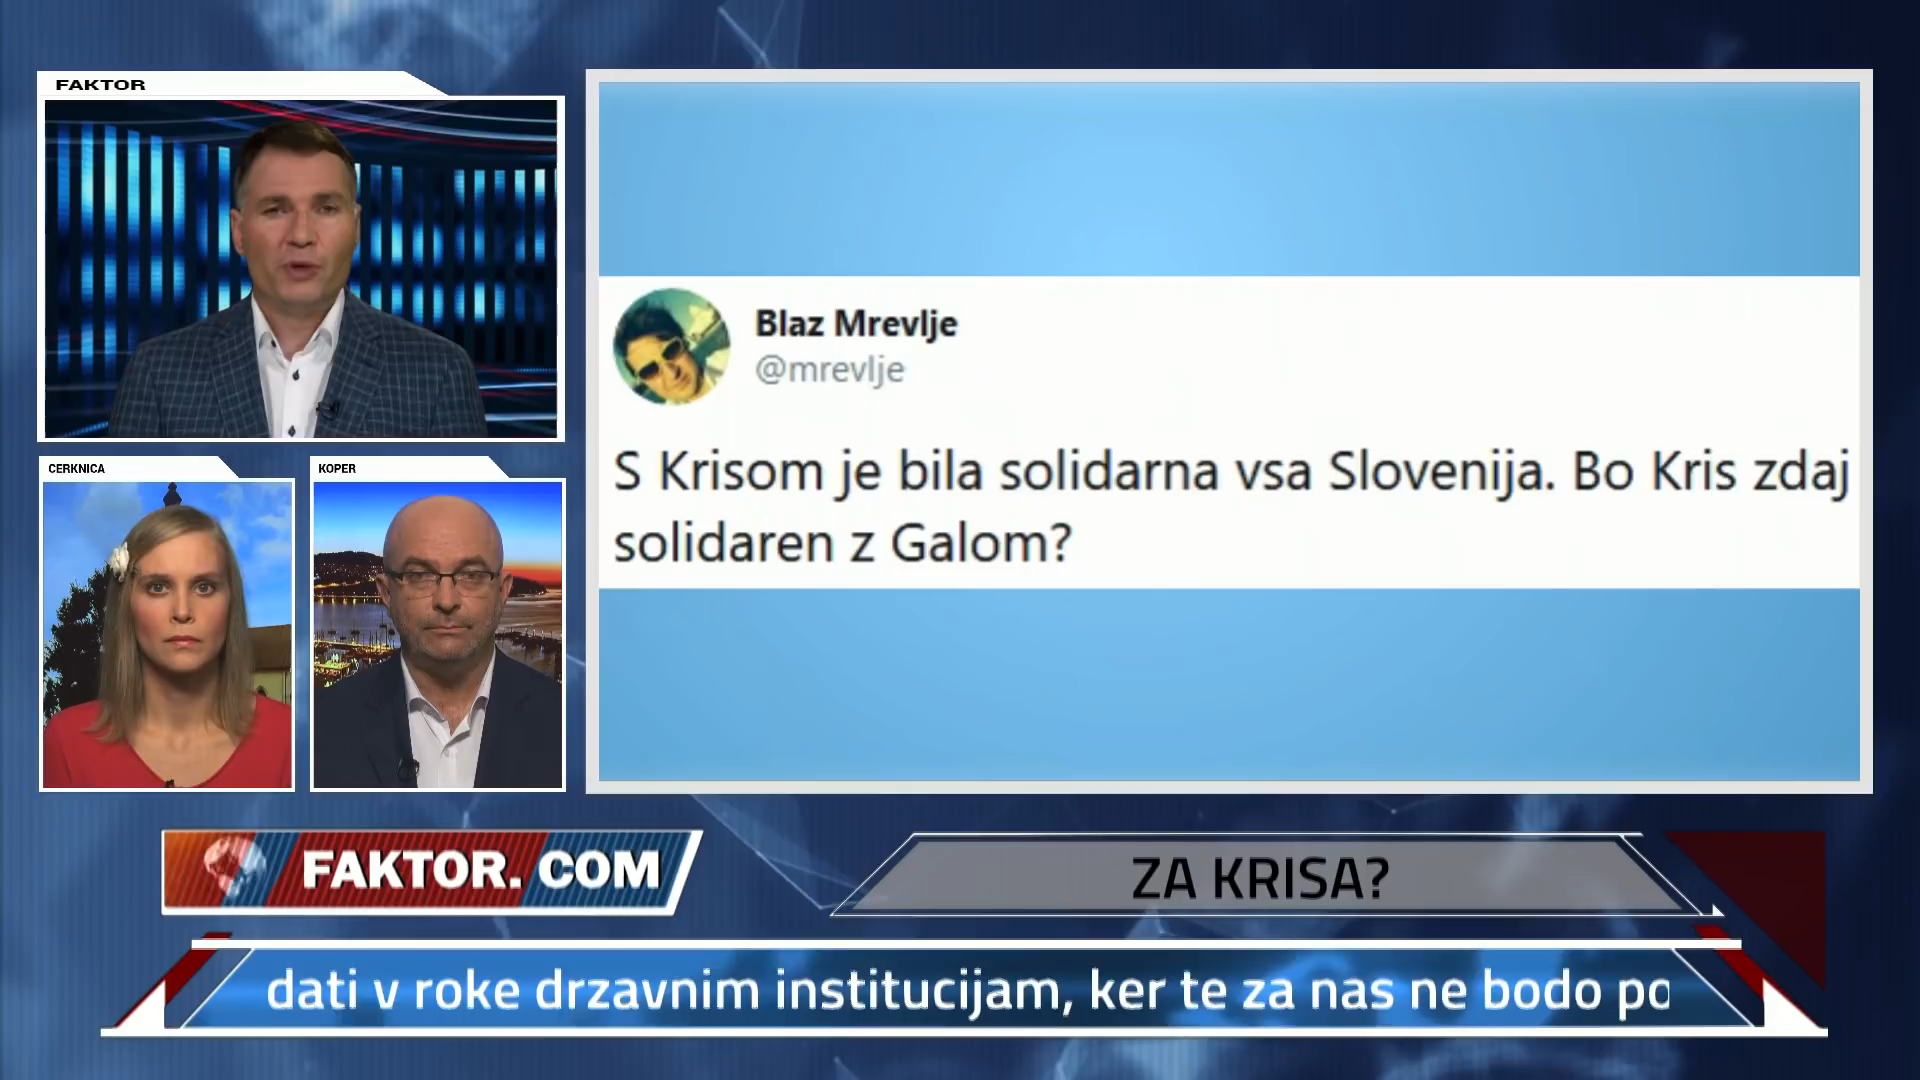 FAKTOR
CERKNICA
KOPER
Blaz Mrevlje
@mrevlje
S Krisom je bila solidarna vsa Slovenija. Bo Kris zdaj
solidaren z Galom?
FAKTOR. COM
ZA KRISA?
dati v roke drzavnim institucijam, ker te za nas ne bodo po